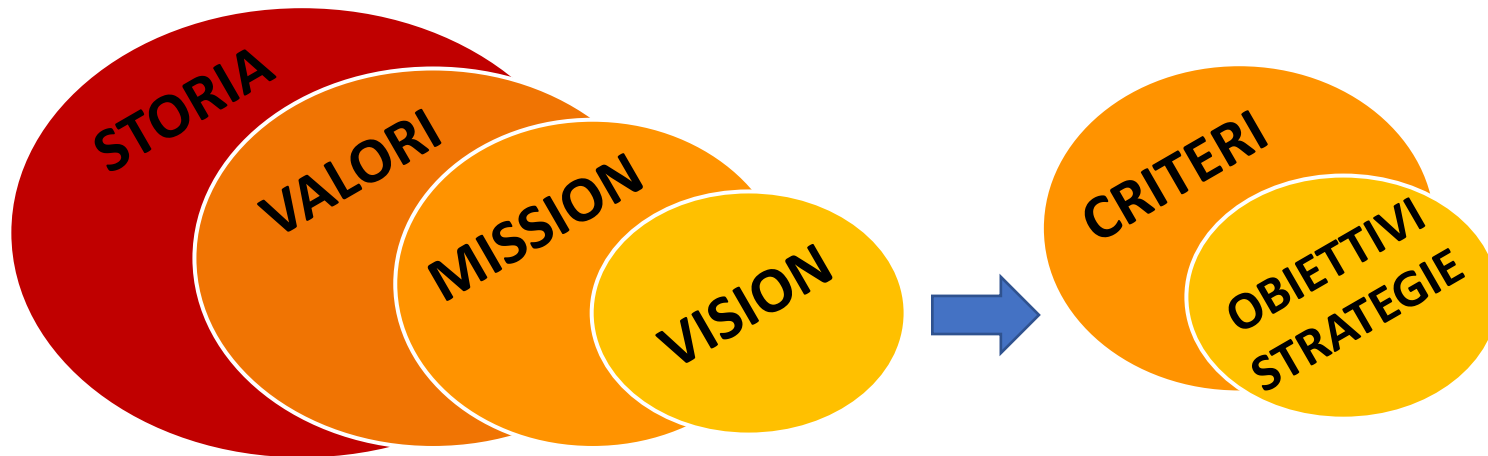 STORIA
VALORI
MISSION
VISION
CRITERI
OBIETTIVI
STRATEGIE